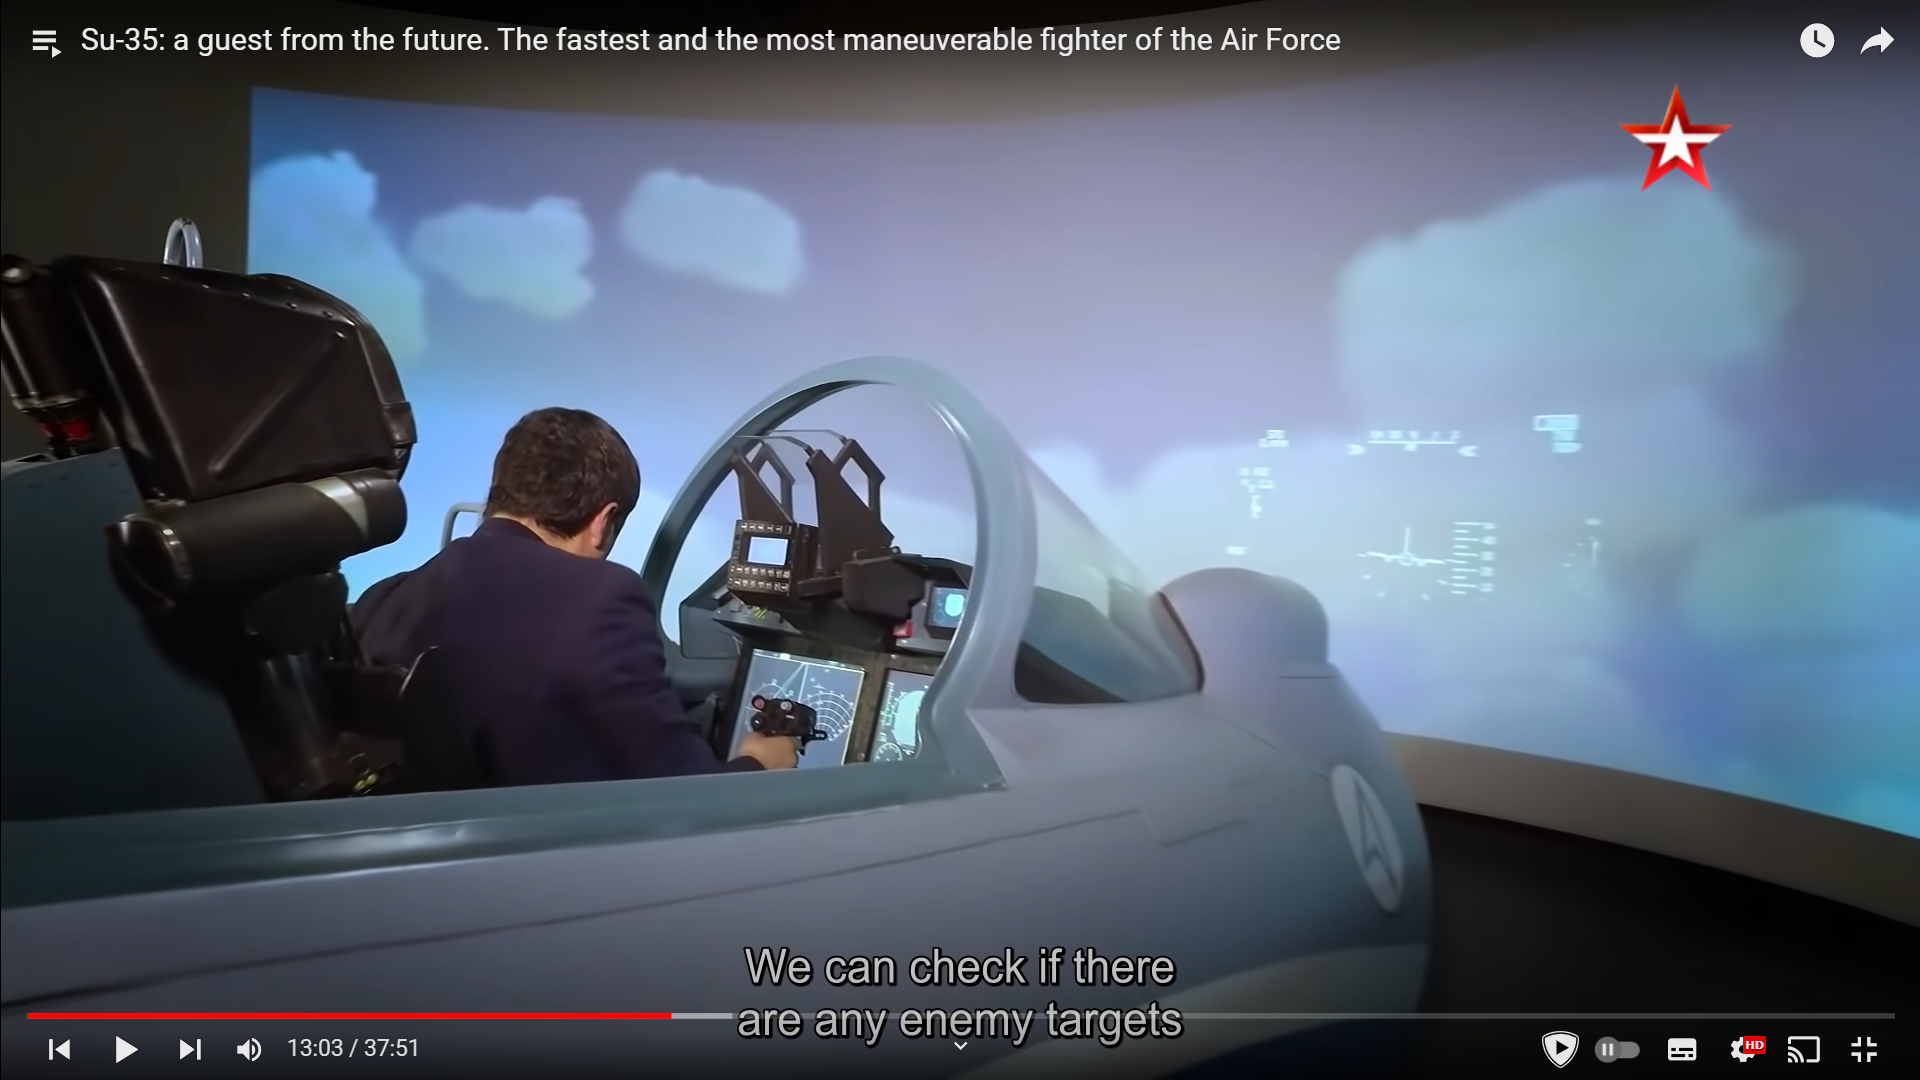 Su-35: a guest from the future. The fastest and the most maneuverable fighter of the Air Force
We can check if there
are any enemy targets
13:03 / 37:51
HD